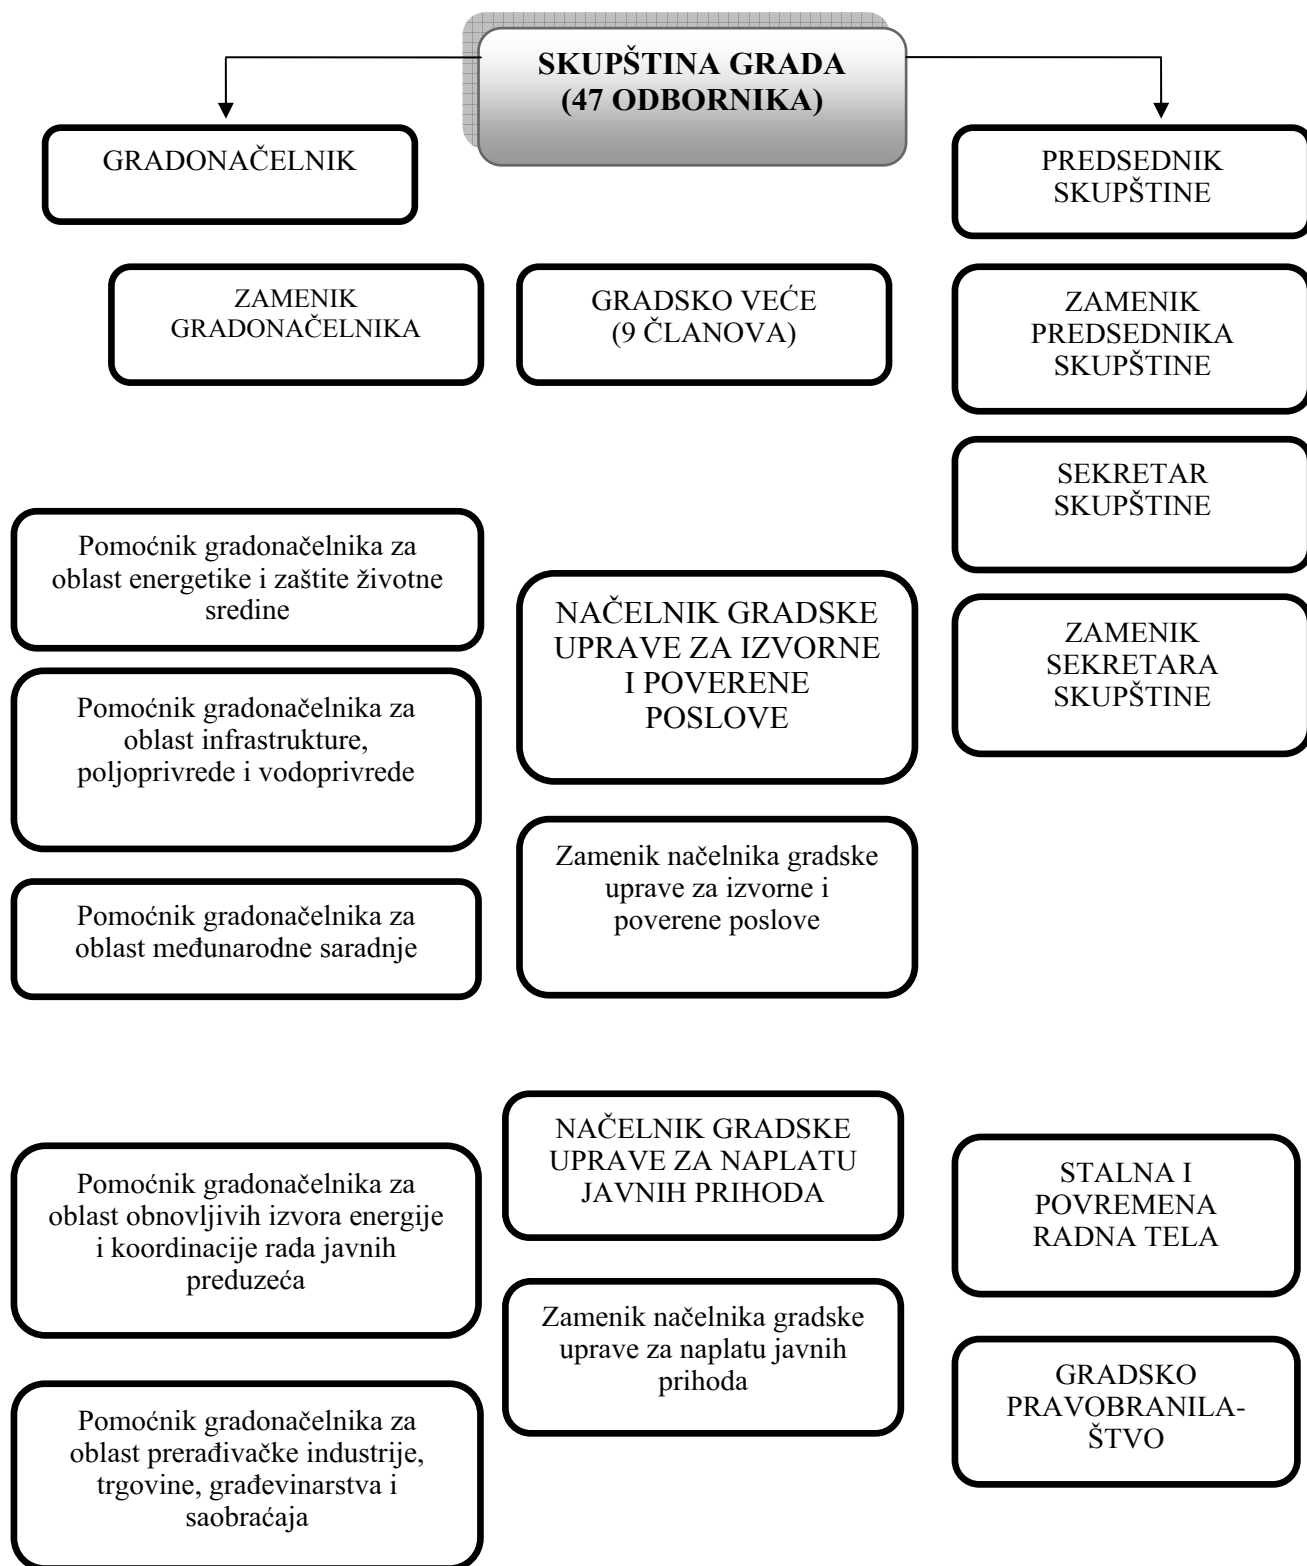 SKUPŠTINA GRADA
(47 ODBORNIKA)
GRADONAČELNIK
PREDSEDNIK
SKUPŠTINE
ZAMENIK
GRADONAČELNIKA
GRADSKO VEĆE
(9 ČLANOVA)
ZAMENIK
PREDSEDNIKA
SKUPŠTINE
SEKRETAR
SKUPŠTINE
Pomoćnik gradonačelnika za
oblast energetike i zaštite životne
sredine
NAČELNIK GRADSKE
UPRAVE ZA IZVORNE
I POVERENE
POSLOVE
ZAMENIK
SEKRETARA
SKUPŠTINE
Pomoćnik gradonačelnika za
oblast infrastrukture,
poljoprivrede i vodoprivrede
Zamenik načelnika gradske
uprave za izvorne i
poverene poslove
Pomoćnik gradonačelnika za
oblast međunarodne saradnje
NAČELNIK GRADSKE
UPRAVE ZA NAPLATU
JAVNIH PRIHODA
Pomoćnik gradonačelnika za
oblast obnovljivih izvora energije
i koordinacije rada javnih
preduzeća
STALNA I
POVREMENA
RADNA TELA
Zamenik načelnika gradske
uprave za naplatu javnih
prihoda
GRADSKO
PRAVOBRANILA-
ŠTVO
Pomoćnik gradonačelnika za
oblast prerađivačke industrije,
trgovine, građevinarstva i
saobraćaja